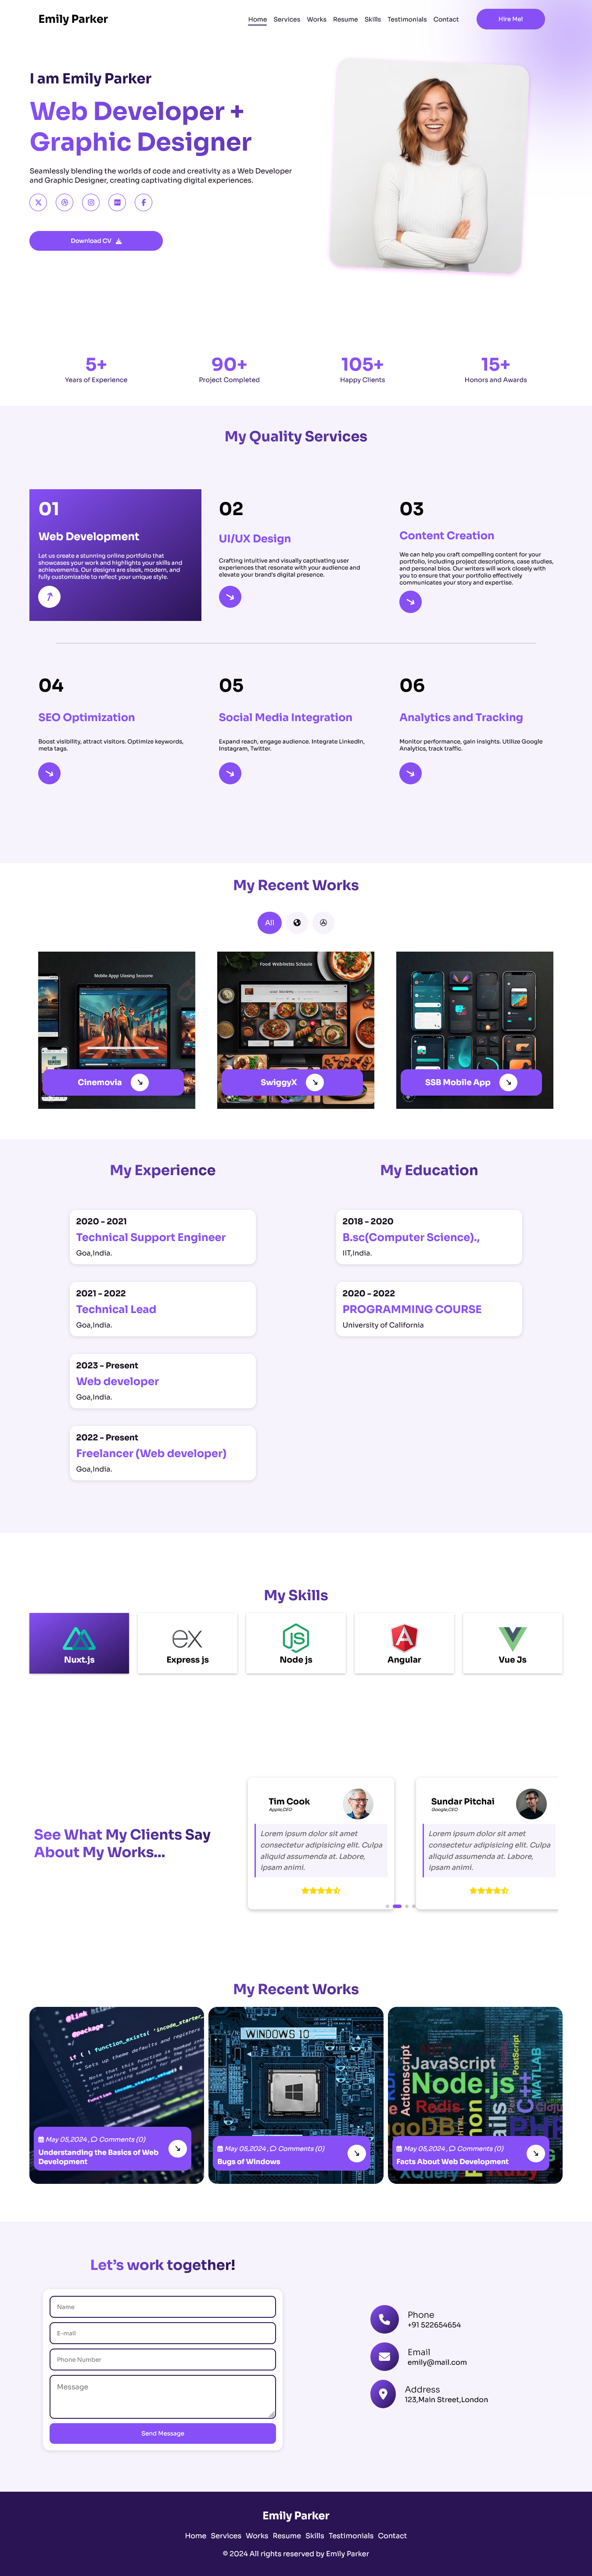 Emily Parker
Home Services Works Resume Skills Testimonials Contact
Hire Me!
I am Emily Parker
Web Developer +
Graphic Designer
Seamlessly blending the worlds of code and creativity as a Web Developer
and Graphic Designer, creating captivating digital experiences.
Download CV
5+
Years of Experience
90+
Project Completed
105+
Happy Clients
15+
Honors and Awards
My Quality Services
01
Web Development
Let us create a stunning online portfolio that
showcases your work and highlights your skills and
achievements. Our designs are sleek, modern, and
fully customizable to reflect your unique style.
02
UI/UX Design
Crafting intuitive and visually captivating user
experiences that resonate with your audience and
elevate your brand's digital presence.
03
Content Creation
We can help you craft compelling content for your
portfolio, including project descriptions, case studies,
and personal bios. Our writers will work closely with
you to ensure that your portfolio effectively
communicates your story and expertise.
04
SEO Optimization
Boost visibility, attract visitors. Optimize keywords,
meta tags.
05
Social Media Integration
Expand reach, engage audience. Integrate LinkedIn,
Instagram, Twitter.
06
Analytics and Tracking
Monitor performance, gain insights. Utilize Google
Analytics, track traffic.
My Recent Works
All
Cinemovia
SwiggyX
SSB Mobile App
My Experience
2020 - 2021
Technical Support Engineer
Goa,India.
2021 - 2022
Technical Lead
Goa,India.
2023 - Present
Web developer
Goa,India.
2022 - Present
Freelancer (Web developer)
Goa,India.
My Education
2018 - 2020
B.sc(Computer Science).,
IIT,India.
2020 - 2022
PROGRAMMING COURSE
University of California
My Skills
Nuxt.js
ex
Express js
JS
Node js
A
Angular
Vue Js
See What My Clients Say
About My Works...
Tim Cook
Apple,CEO
Lorem ipsum dolor sit amet
consectetur adipisicing elit. Culpa
aliquid assumenda at. Labore,
ipsam animi.
Sundar Pitchai
Google,CEO
Lorem ipsum dolor sit amet
consectetur adipisicing elit. Culpa
aliquid assumenda at. Labore,
ipsam animi.
My Recent Works
May 05,2024 , Comments (0)
Understanding the Basics of Web
Development
WINDOWS 10
May 05,2024 , Comments (0)
Bugs of Windows
Actionscript
JavaScript
PostScript
Node.js
MATLAB
Redis
C++
HTML
PHP
XQuery
Ruby
May 05,2024 , Comments (0)
Facts About Web Development
Let's work together!
Name
E-mail
Phone Number
Message
Send Message
Phone
+91 522654654
Email
emily@mail.com
Address
123,Main Street,London
Emily Parker
Home Services Works Resume Skills Testimonials Contact
© 2024 All rights reserved by Emily Parker